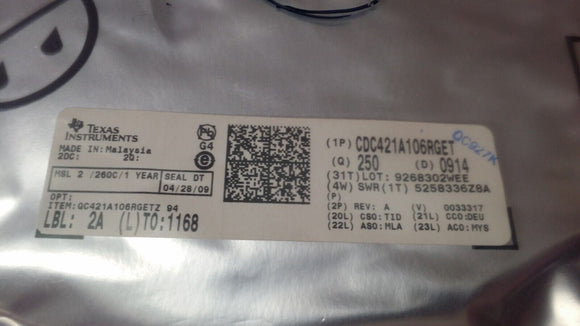 TEXAS
INSTRUMENTS
MADE IN: Malaysia
2DC: 2Q:
MSL 2 /260C/1 YEAR
SEAL DT
04/28/09
OPT:
ITEM: QC421A106RGETZ 94
LBL: 2A (L)TO:1168
Pb
G4
e
(1P) CDC421A106RGET
QC927K
(Q) 250 (D) 0914
(31T)LOT: 9268302WEE
(4W) SWR(1T) 5258336Z8A
(P)
(2P) REV: A (V) 0033317
(20L) CSO:TID (21L) CCO:DEU
(22L) ASO:MLA (23L) ACO:MYS